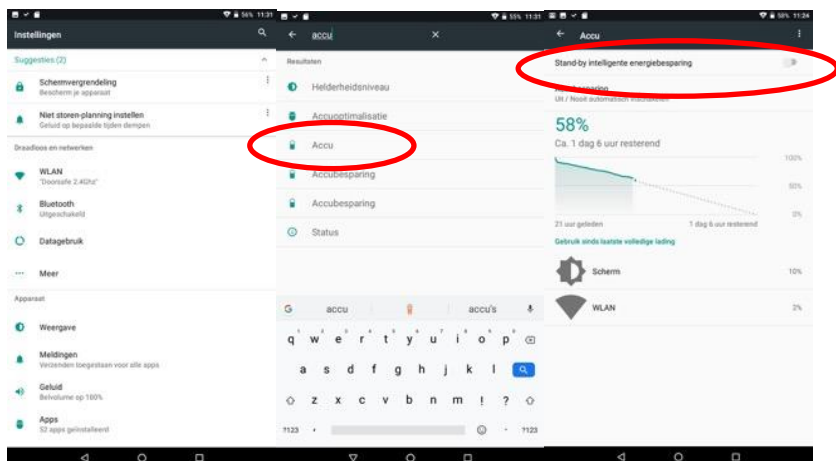 56% 11:31
Instellingen
Suggesties (2)
Schermvergrendeling
Bescherm je apparaat
Niet storen-planning instellen
Geluid op bepaalde tijden dempen
Draadloos en netwerken
WLAN
"Doorsafe 2.4Ghz"
Bluetooth
Uitgeschakeld
Datagebruik
Meer
Apparaat
Weergave
Meldingen
Verzenden toegestaan voor alle apps
Geluid
Belvolume op 100%
Apps
52 apps geïnstalleerd
55% 11:31
accu
Resultaten
Helderheidsniveau
Accuoptimalisatie
Accu
Accubesparing
Accubesparing
Status
G accu accu's
q w e r t y u i o p
a s d f g h j k l
z x c v b n m ! ?
?123 ?123
55% 11:26
Accu
Stand-by intelligente energiebesparing
Uit / Nooit automatisch inschakelen
58%
Ca. 1 dag 6 uur resterend
100%
50%
0%
21 uur geleden 1 dag 6 uur resterend
Gebruik sinds laatste volledige lading
Scherm 10%
WLAN 3%